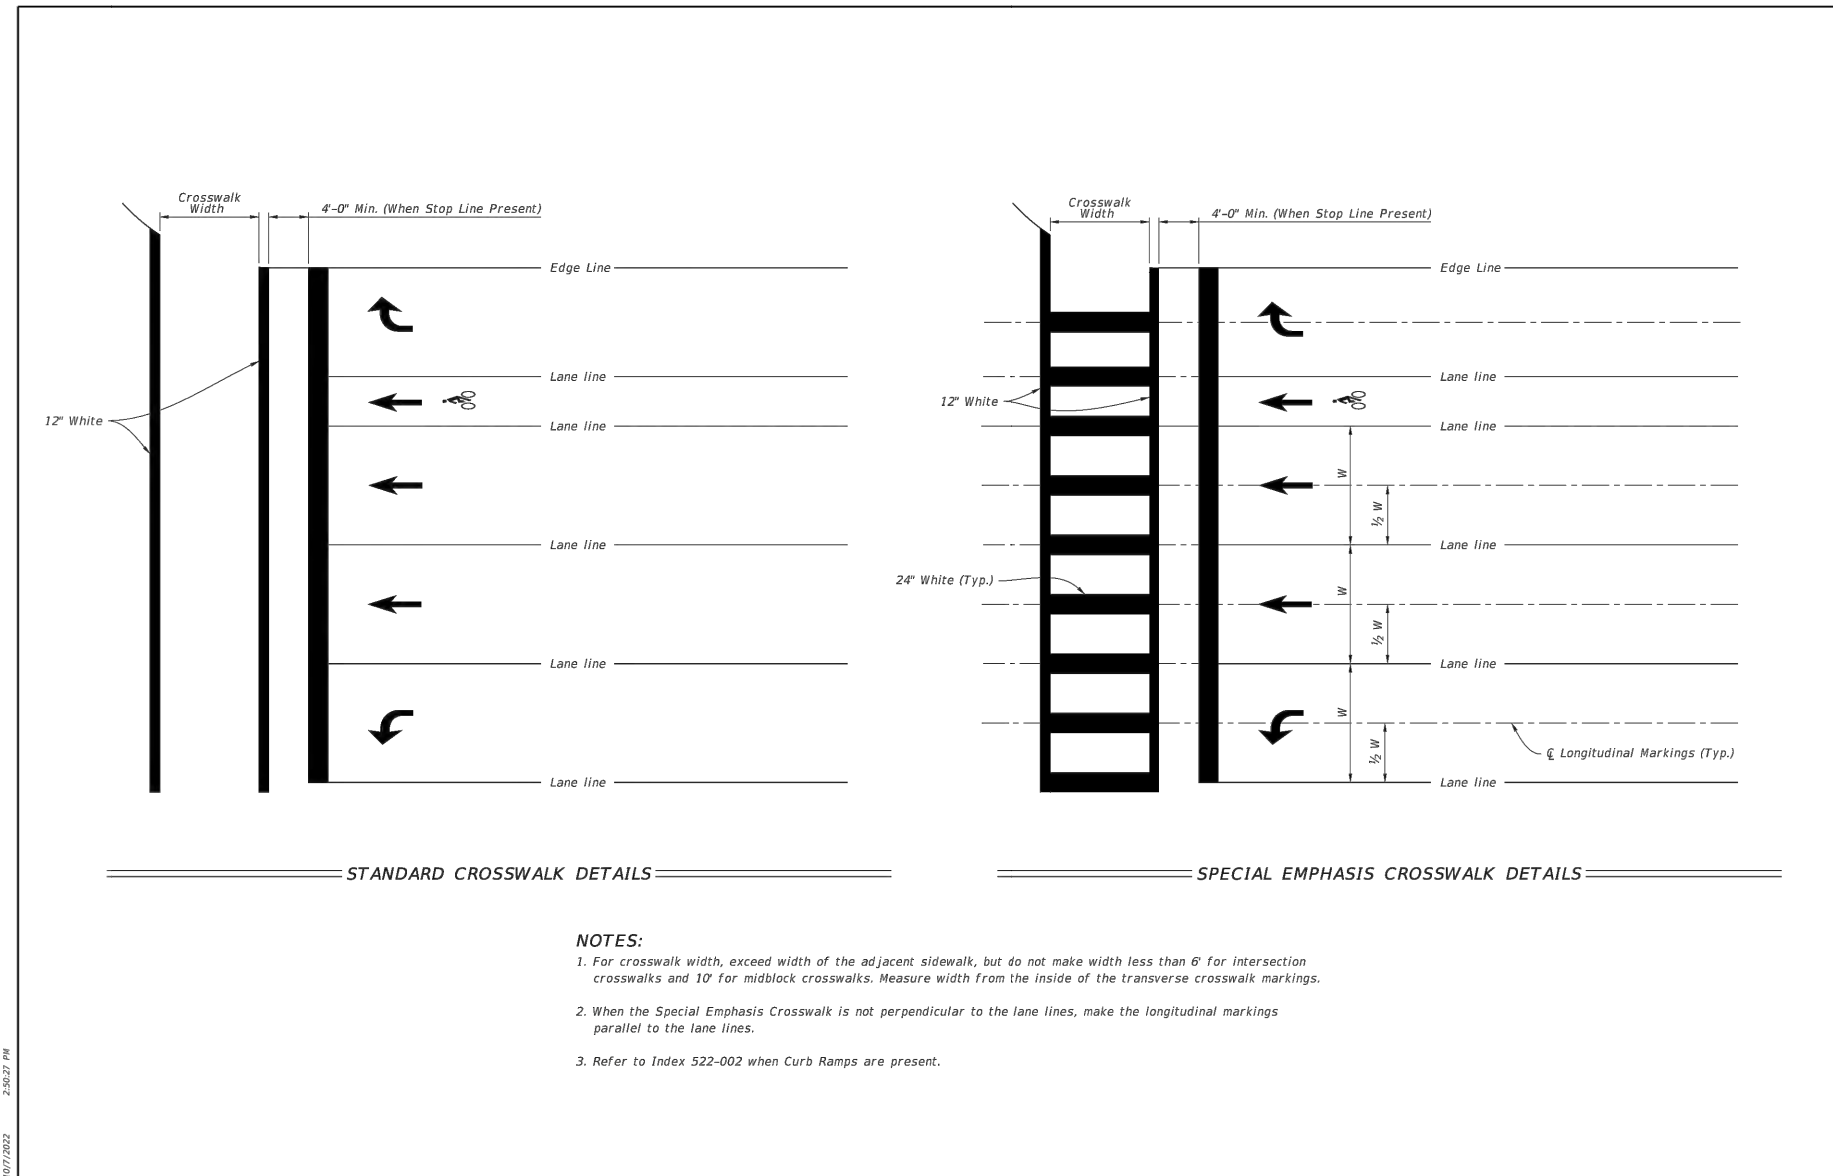 Crosswalk
Width
4'-0" Min. (When Stop Line Present)
Edge Line
Lane line
12" White
Lane line
Lane line
Lane line
Lane line
STANDARD CROSSWALK DETAILS
Crosswalk
Width
4'-0" Min. (When Stop Line Present)
Edge Line
Lane line
12" White
Lane line
W
½ W
Lane line
24" White (Typ.)
W
½ W
Lane line
W
½ W
℄ Longitudinal Markings (Typ.)
Lane line
SPECIAL EMPHASIS CROSSWALK DETAILS
NOTES:
1. For crosswalk width, exceed width of the adjacent sidewalk, but do not make width less than 6' for intersection
crosswalks and 10' for midblock crosswalks. Measure width from the inside of the transverse crosswalk markings.
2. When the Special Emphasis Crosswalk is not perpendicular to the lane lines, make the longitudinal markings
parallel to the lane lines.
3. Refer to Index 522-002 when Curb Ramps are present.
2:50:27 PM
10/7/2022